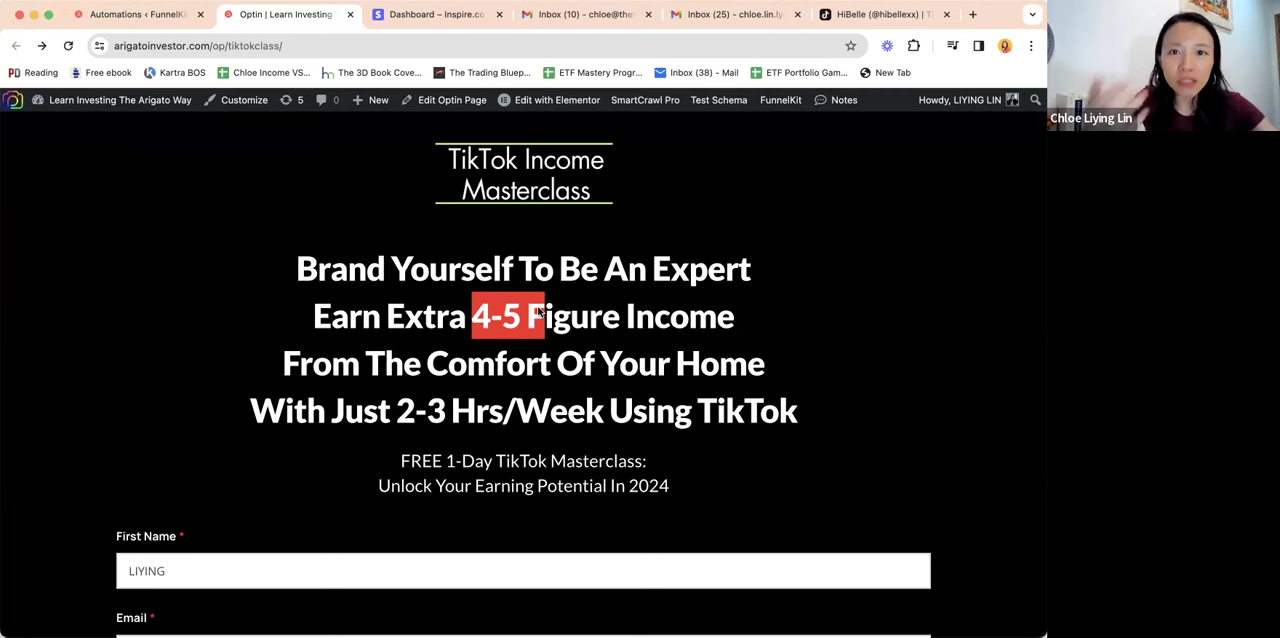 Automations ‹ FunnelKi
Optin | Learn Investing
Dashboard – Inspire.co
Inbox (10) - chloe@the
Inbox (25) - chloe.lin.ly
HiBelle (@hibellexx) | Ti
arigatoinvestor.com/op/tiktokclass/
Reading
Free ebook
Kartra BOS
Chloe Income VS...
The 3D Book Cove...
The Trading Bluep...
ETF Mastery Progr...
Inbox (38) - Mail
ETF Portfolio Gam...
New Tab
Learn Investing The Arigato Way
Customize
5
0
New
Edit Optin Page
Edit with Elementor
SmartCrawl Pro
Test Schema
FunnelKit
Notes
Howdy, LIYING LIN
Chloe Liying Lin
TikTok Income
Masterclass
Brand Yourself To Be An Expert
Earn Extra 4-5 Figure Income
From The Comfort Of Your Home
With Just 2-3 Hrs/Week Using TikTok
FREE 1-Day TikTok Masterclass:
Unlock Your Earning Potential In 2024
First Name *
LIYING
Email *